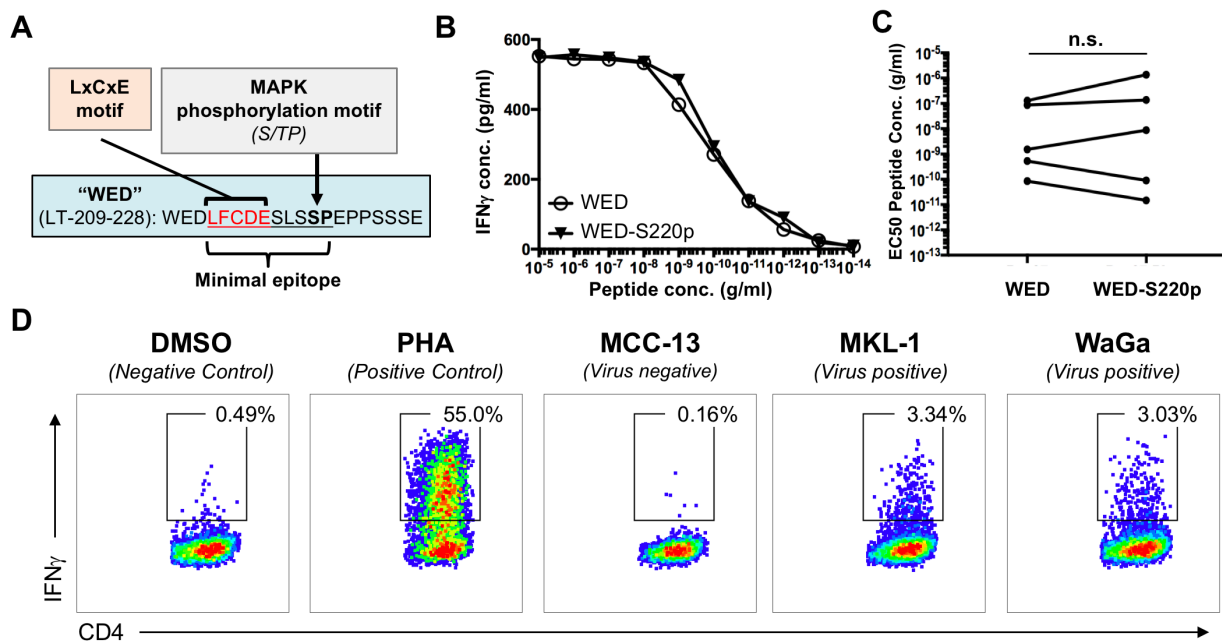 A
LxCxE
motif
MAPK
phosphorylation motif
(S/TP)
“WED”
(LT-209-228): WEDLFCDESLSSPEPPSSSE
Minimal epitope
B
IFNγ conc. (pg/ml)
600
400
200
0
WED
WED-S220p
10-5 10-6 10-7 10-8 10-9 10-10 10-11 10-12 10-13 10-14
Peptide conc. (g/ml)
C
n.s.
EC50 Peptide Conc. (g/ml)
10-5
10-6
10-7
10-8
10-9
10-10
10-11
10-12
10-13
WED WED-S220p
D
DMSO
(Negative Control)
PHA
(Positive Control)
MCC-13
(Virus negative)
MKL-1
(Virus positive)
WaGa
(Virus positive)
0.49%
55.0%
0.16%
3.34%
3.03%
IFNγ
CD4